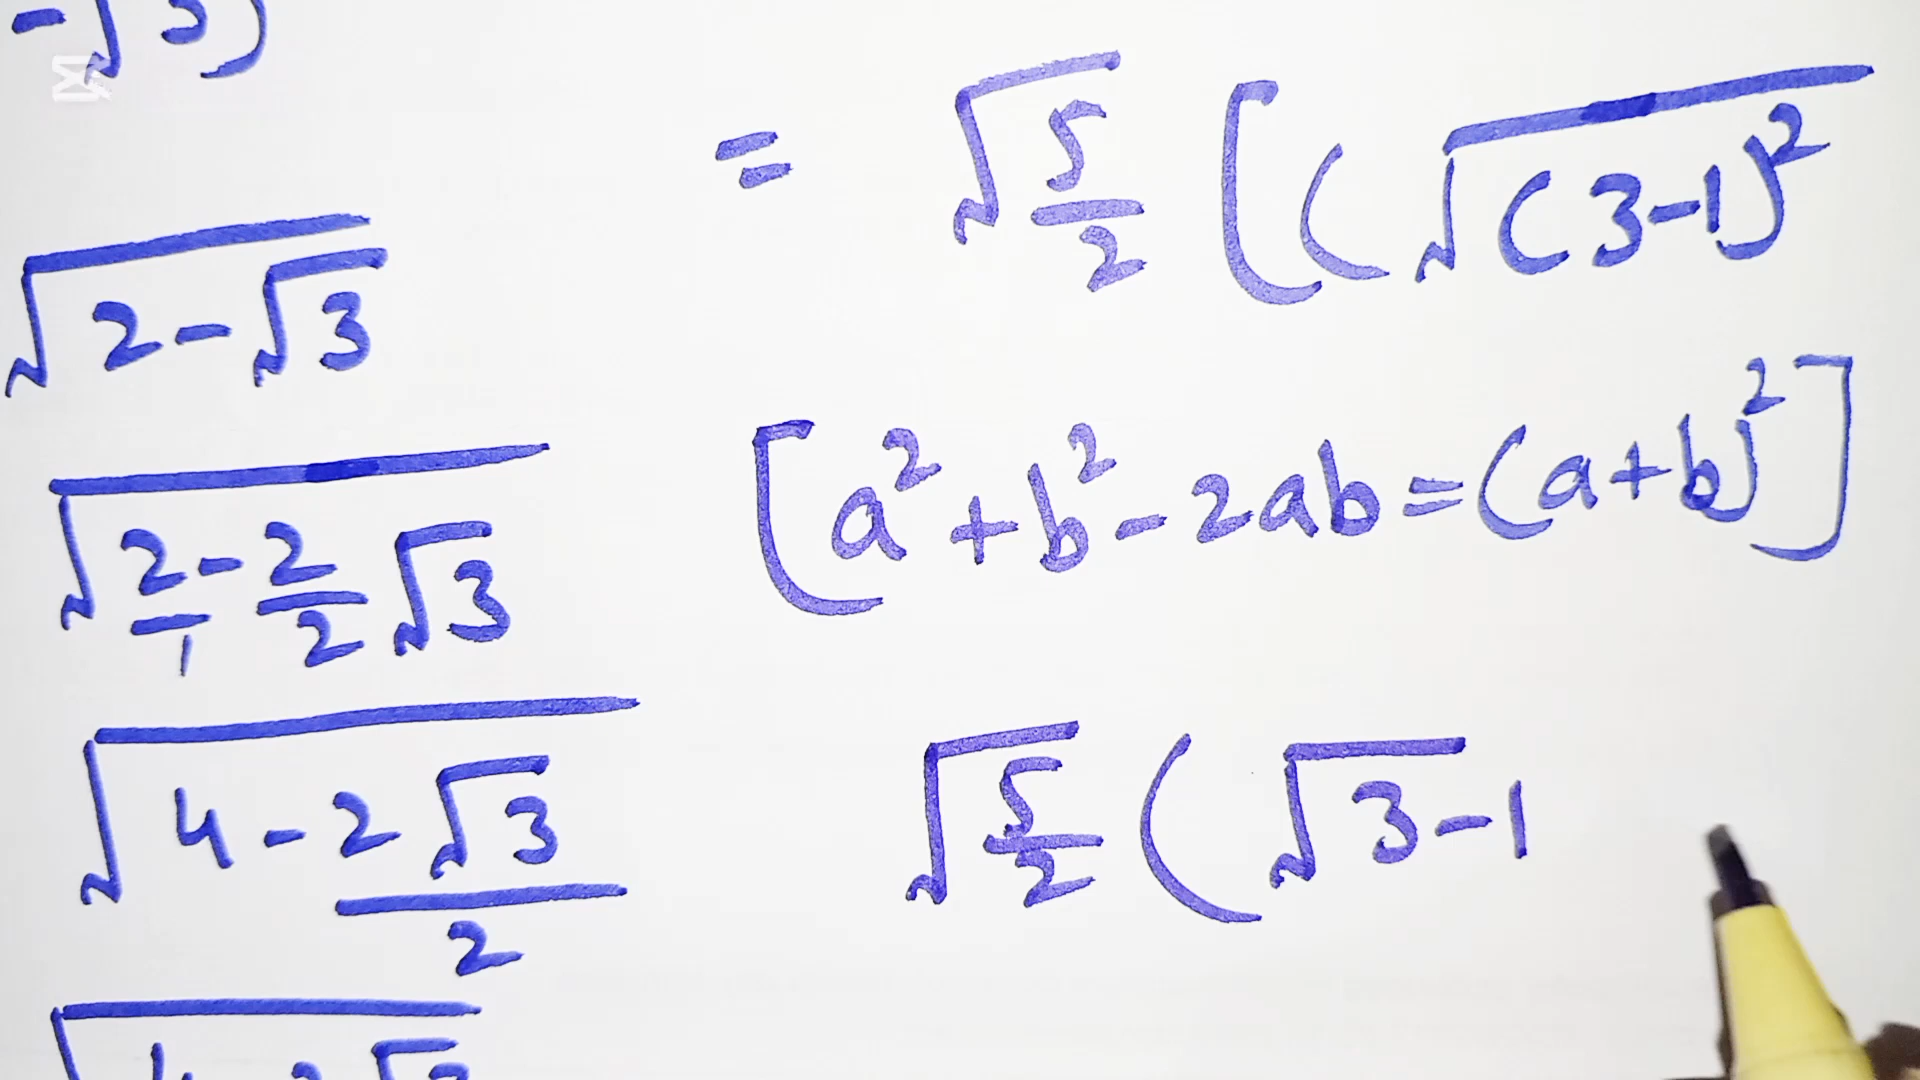 -√3)
√(2-√3)
√(2/1 - 2/2 √3)
√(4 - 2√3/2)
= √5/2 [(√(3-1)²
[a²+b²-2ab=(a+b)²]
√5/2 (√3-1